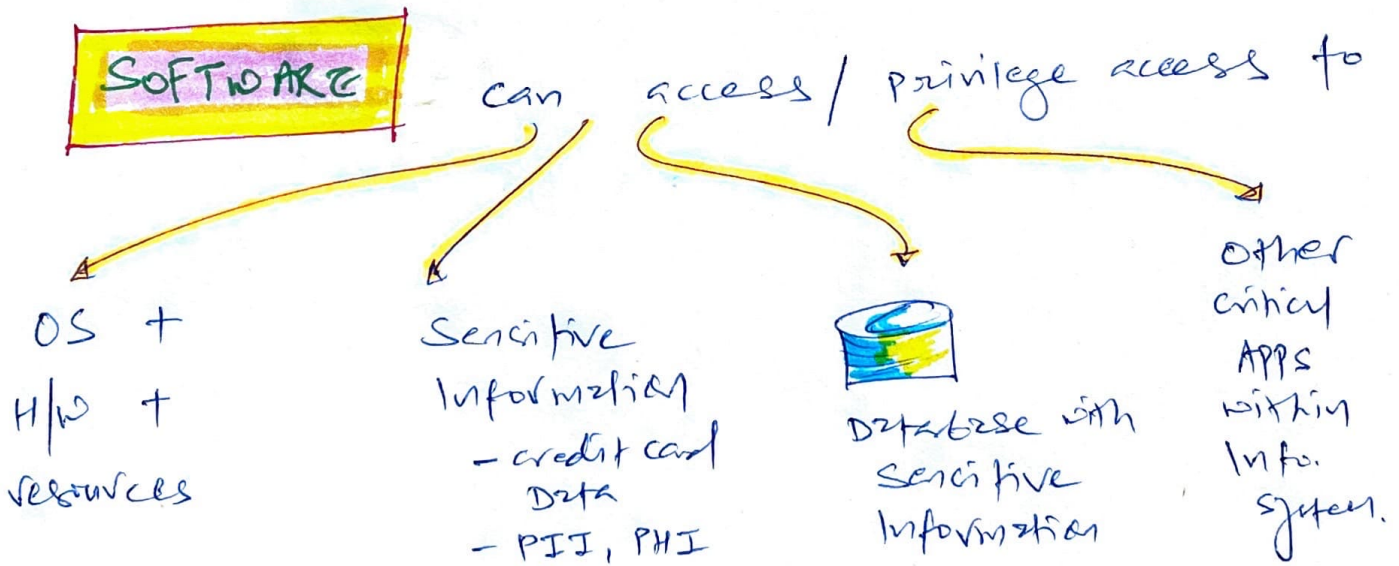 SOFTWARE can access / privilege access to
OS +
H/W +
resources
Sensitive
Information
- credit card
Data
- PII, PHI
Database with
Sensitive
Information
Other
critical
APPS
within
Info.
system.